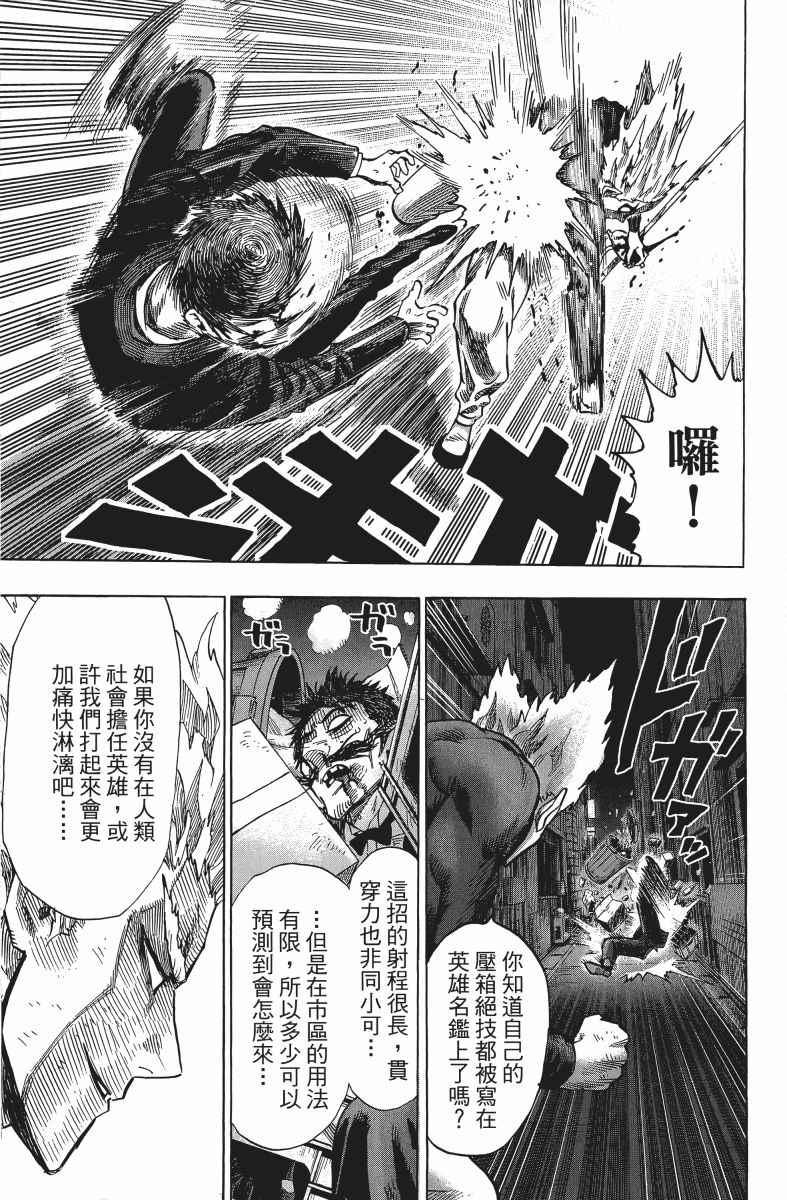 囉！
メキ
ドガァ
你知道自己的
壓箱絕技都被寫在
英雄名鑑上了嗎？
ガラ
ガラ
這招的射程很長，貫
穿力也非同小可…
…但是在市區的用法
有限，所以多少可以
預測到會怎麼來…
如果你沒有在人類
社會擔任英雄，或
許我們打起來會更
加痛快淋漓吧……